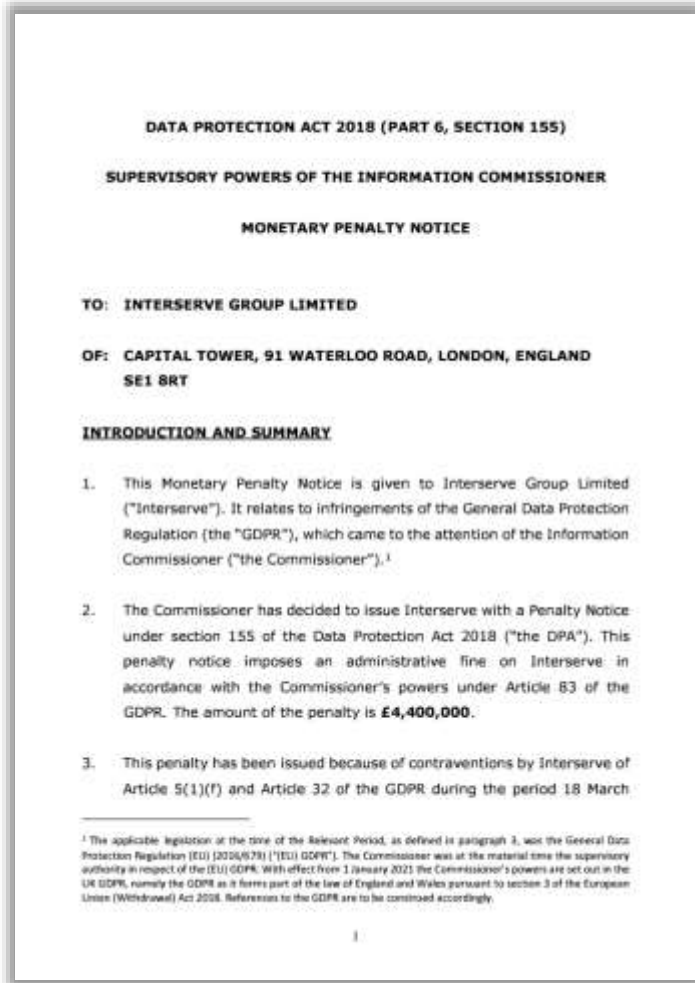 DATA PROTECTION ACT 2018 (PART 6, SECTION 155)
SUPERVISORY POWERS OF THE INFORMATION COMMISSIONER
MONETARY PENALTY NOTICE
TO: INTERSERVE GROUP LIMITED
OF: CAPITAL TOWER, 91 WATERLOO ROAD, LONDON, ENGLAND
SE1 8RT
INTRODUCTION AND SUMMARY
1. This Monetary Penalty Notice is given to Interserve Group Limited
("Interserve"). It relates to infringements of the General Data Protection
Regulation (the "GDPR"), which came to the attention of the Information
Commissioner ("the Commissioner").¹
2. The Commissioner has decided to issue Interserve with a Penalty Notice
under section 155 of the Data Protection Act 2018 ("the DPA"). This
penalty notice imposes an administrative fine on Interserve in
accordance with the Commissioner's powers under Article 83 of the
GDPR. The amount of the penalty is £4,400,000.
3. This penalty has been issued because of contraventions by Interserve of
Article 5(1)(f) and Article 32 of the GDPR during the period 18 March
¹ The applicable legislation at the time of the Relevant Period, as defined in paragraph 3, was the General Data
Protection Regulation (EU) (2016/679) ("(EU) GDPR"). The Commissioner was at the material time the supervisory
authority in respect of the (EU) GDPR. With effect from 1 January 2021 the Commissioner's powers are set out in the
UK GDPR, namely the GDPR as it forms part of the law of England and Wales pursuant to section 3 of the European
Union (Withdrawal) Act 2018. References to the GDPR are to be construed accordingly.
1